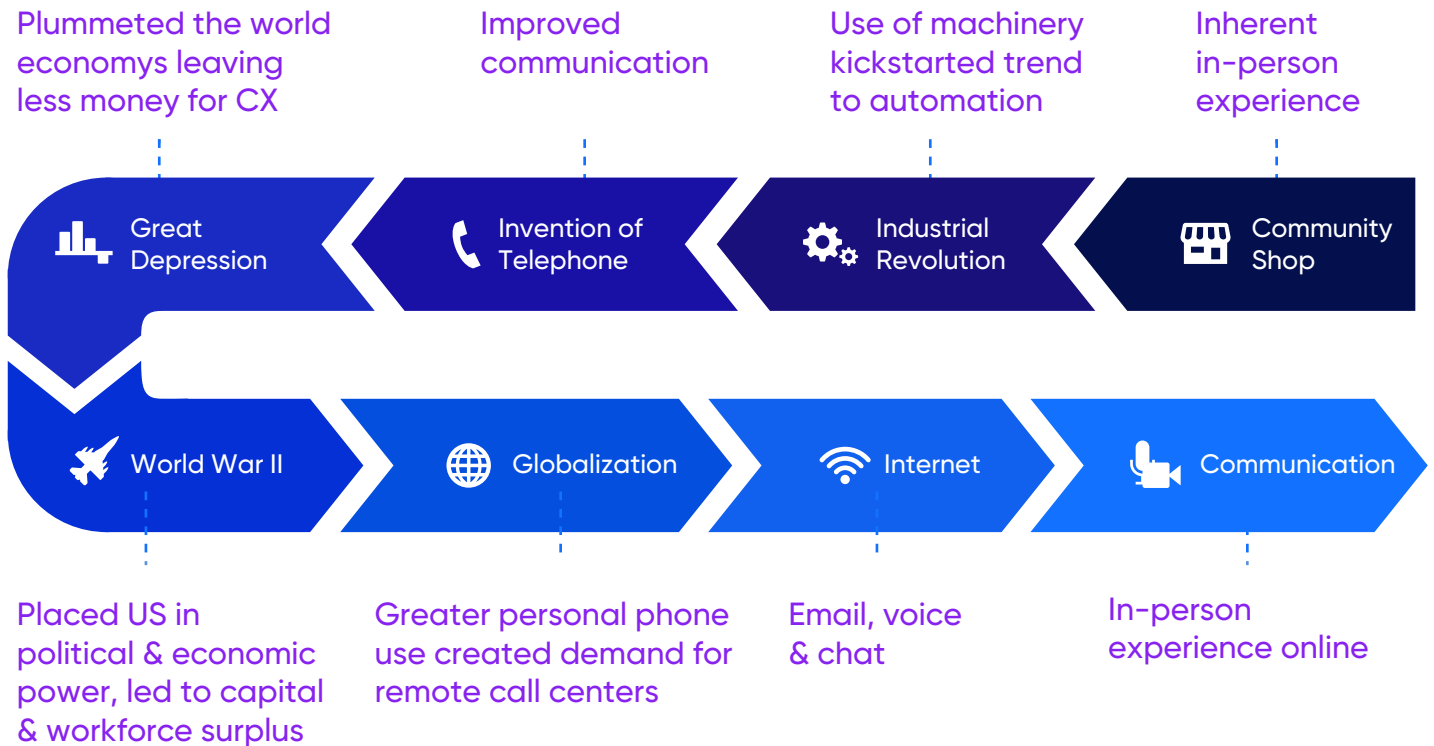 Plummeted the world
economys leaving
less money for CX
Improved
communication
Use of machinery
kickstarted trend
to automation
Inherent
in-person
experience
Great
Depression
Invention of
Telephone
Industrial
Revolution
Community
Shop
World War II
Globalization
Internet
Communication
Placed US in
political & economic
power, led to capital
& workforce surplus
Greater personal phone
use created demand for
remote call centers
Email, voice
& chat
In-person
experience online